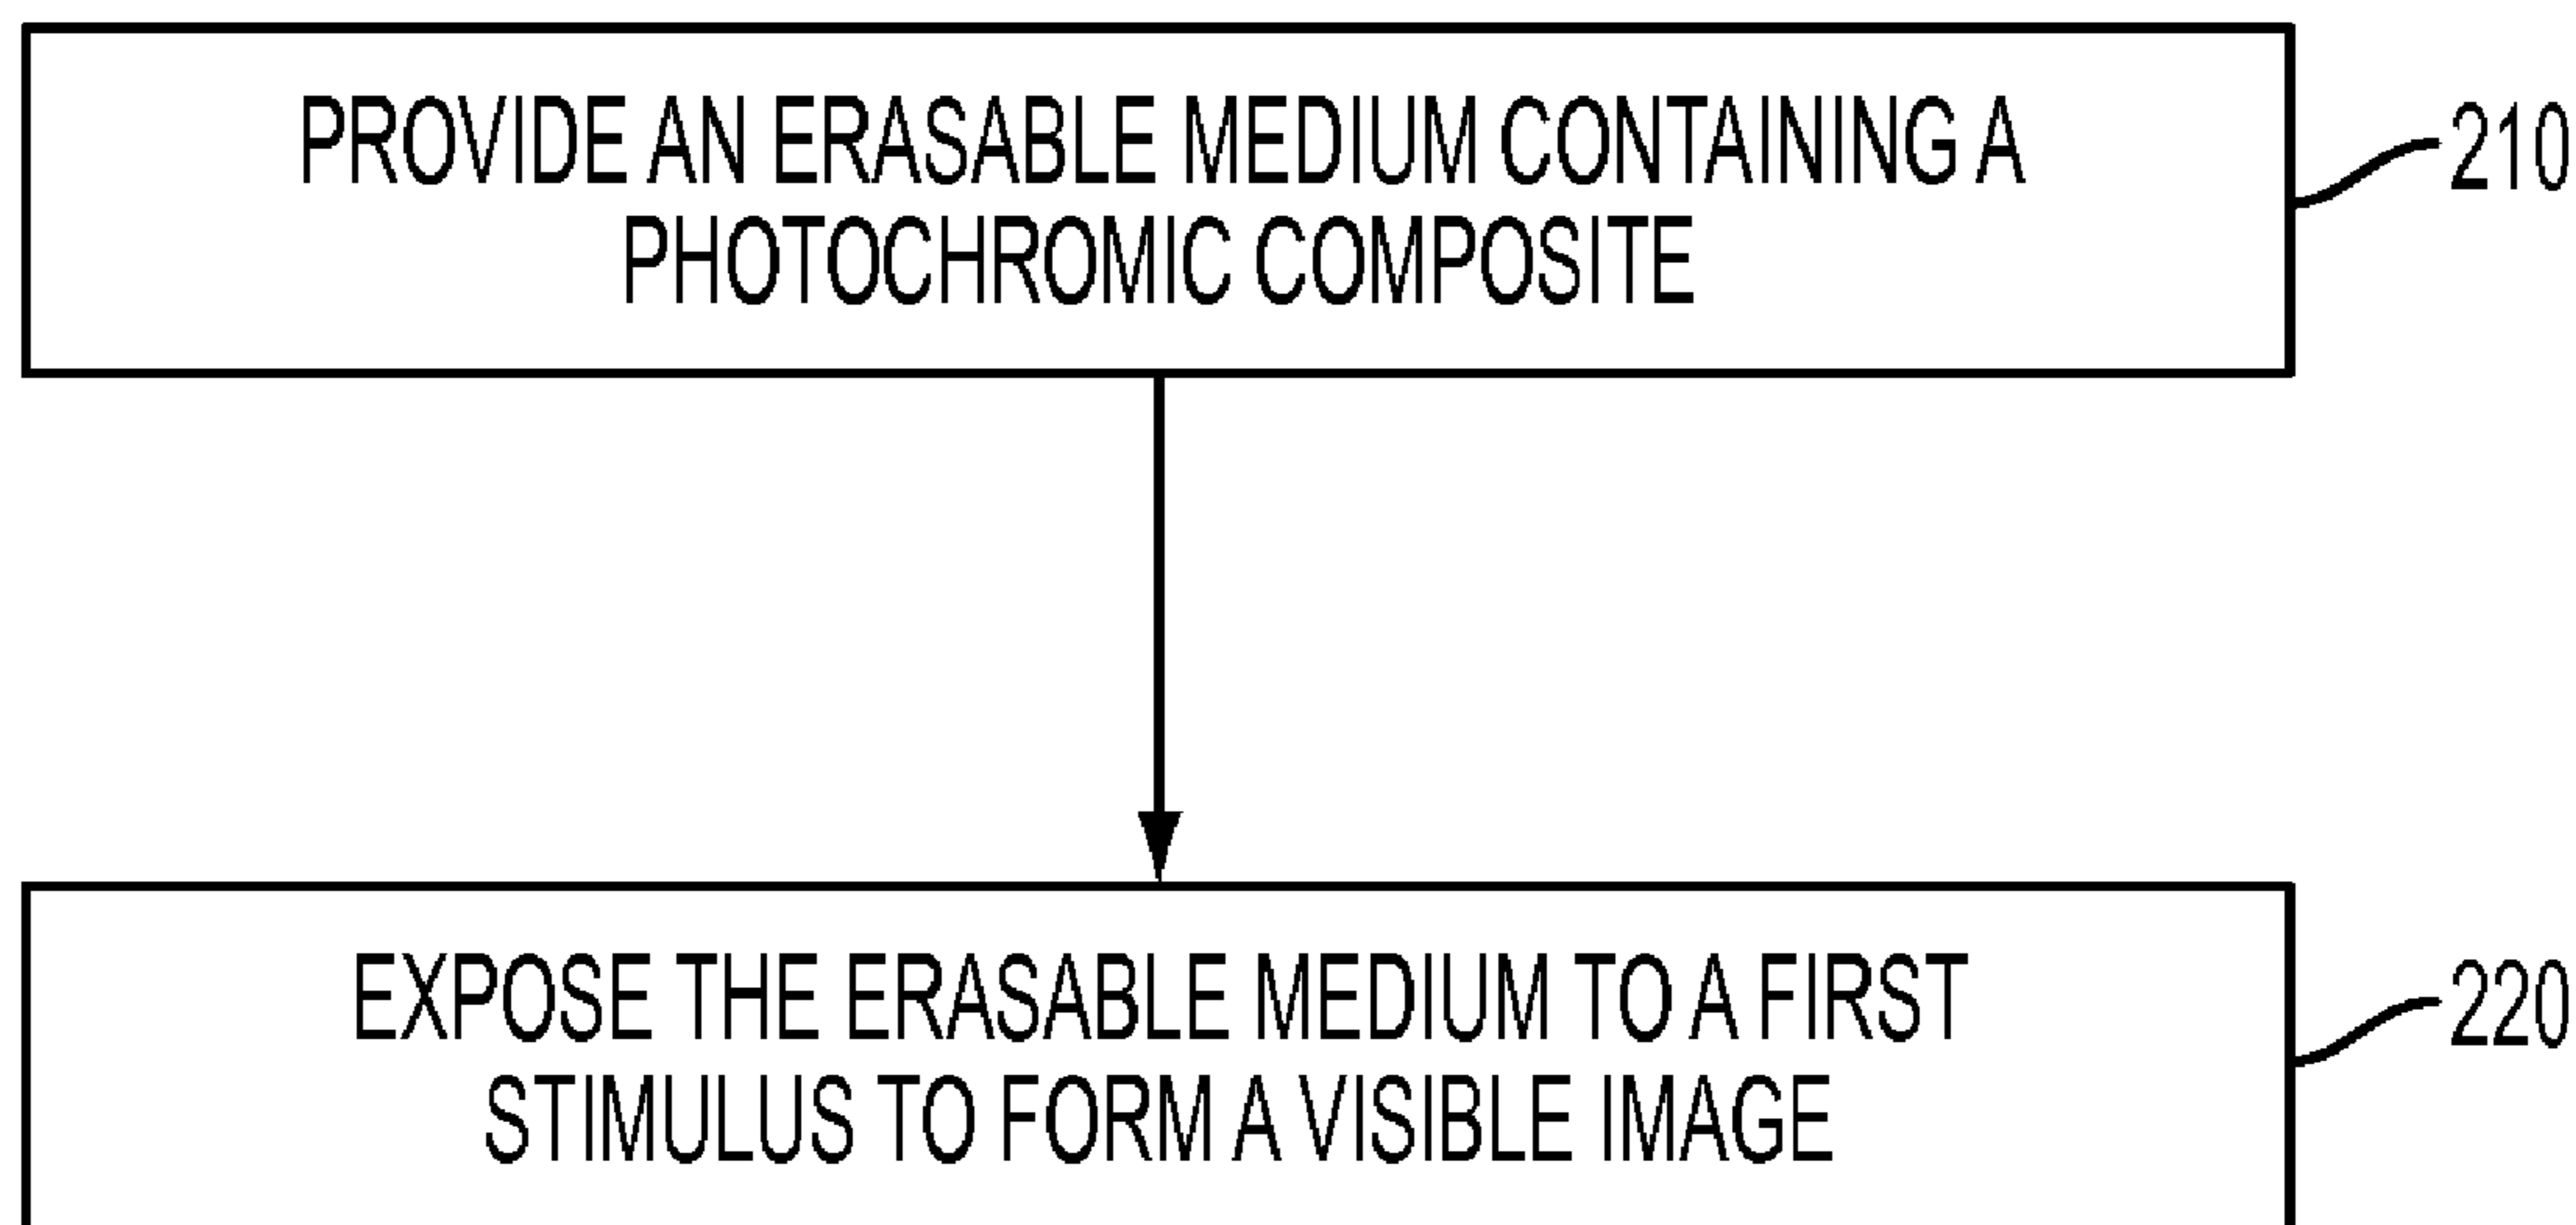 PROVIDE AN ERASABLE MEDIUM CONTAINING A
PHOTOCHROMIC COMPOSITE
210
EXPOSE THE ERASABLE MEDIUM TO A FIRST
STIMULUS TO FORM A VISIBLE IMAGE
220